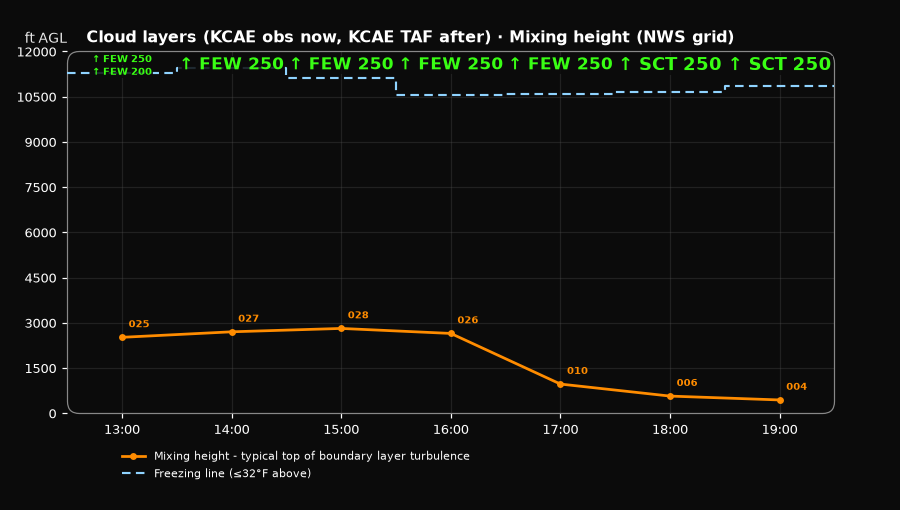 ft AGL
Cloud layers (KCAE obs now, KCAE TAF after) · Mixing height (NWS grid)
12000
↑ FEW 250
↑ FEW 200
↑ FEW 250 ↑ FEW 250 ↑ FEW 250 ↑ FEW 250 ↑ SCT 250 ↑ SCT 250
10500
9000
7500
6000
4500
3000
1500
0
025
027
028
026
010
006
004
13:00 14:00 15:00 16:00 17:00 18:00 19:00
Mixing height - typical top of boundary layer turbulence
Freezing line (≤32°F above)